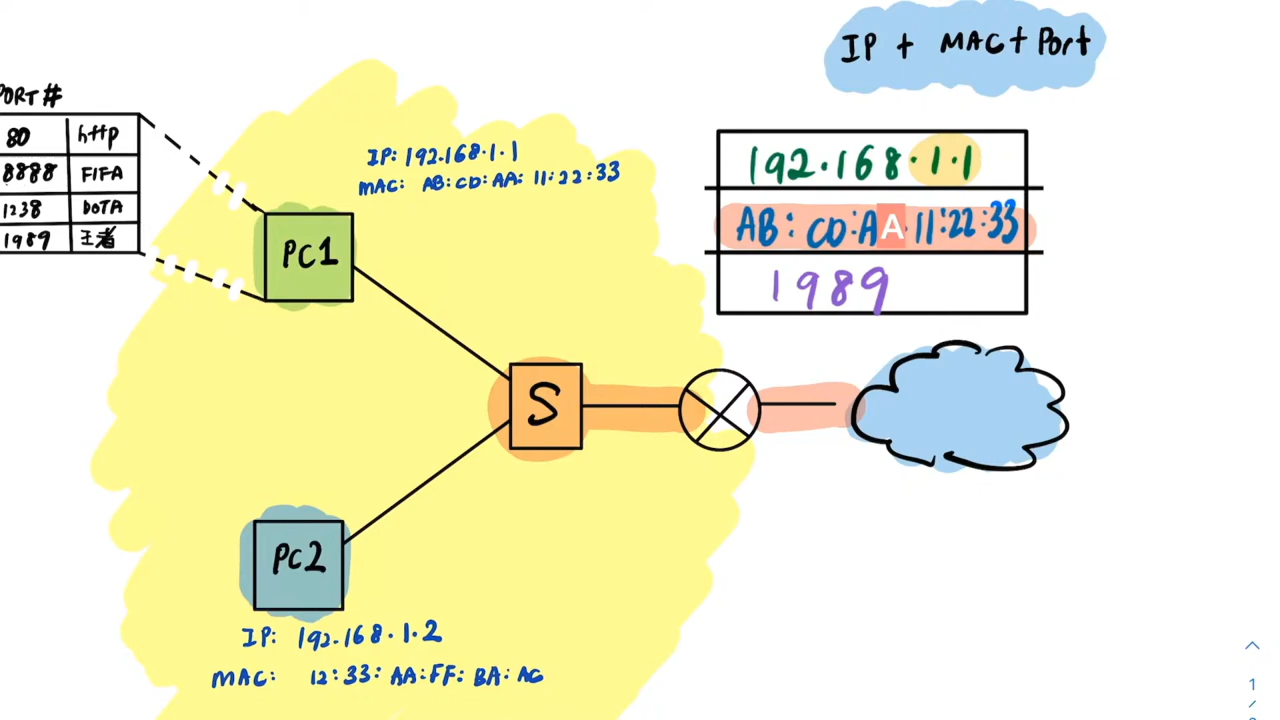 IP + MAC + Port
PORT #
80 http
8888 FIFA
1238 DOTA
1989 王者
IP: 192.168.1.1
MAC: AB:CD:AA:11:22:33
192.168.1.1
AB:CD:AA:11:22:33
1989
PC1
S
PC2
IP: 192.168.1.2
MAC: 12:33:AA:FF:BA:AC
1
/